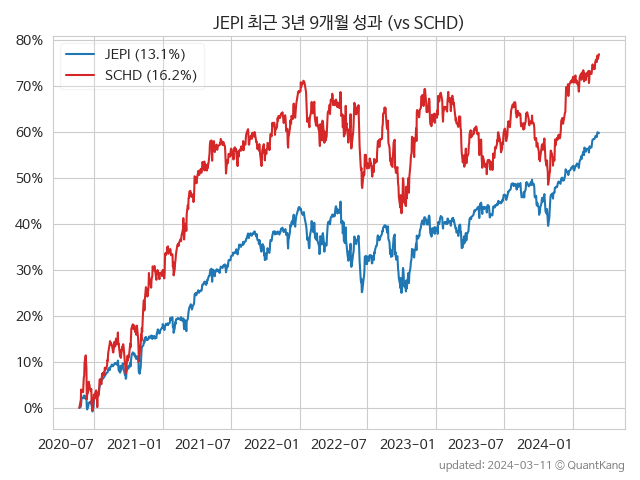 JEPI 최근 3년 9개월 성과 (vs SCHD)
80%
JEPI (13.1%)
SCHD (16.2%)
70%
60%
50%
40%
30%
20%
10%
0%
2020-07 2021-01 2021-07 2022-01 2022-07 2023-01 2023-07 2024-01
updated: 2024-03-11 © QuantKang